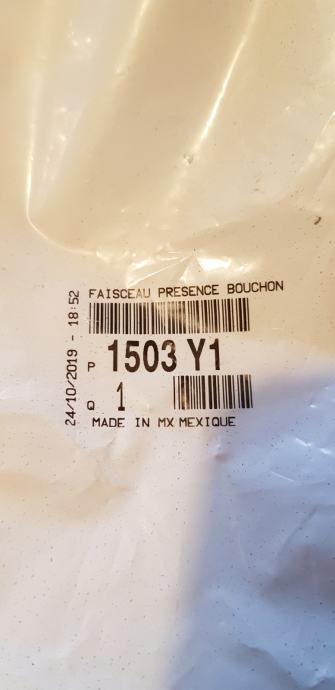 FAISCEAU PRESENCE BOUCHON
P 1503 Y1
Q 1
MADE IN MX MEXIQUE
24/10/2019 - 18:52